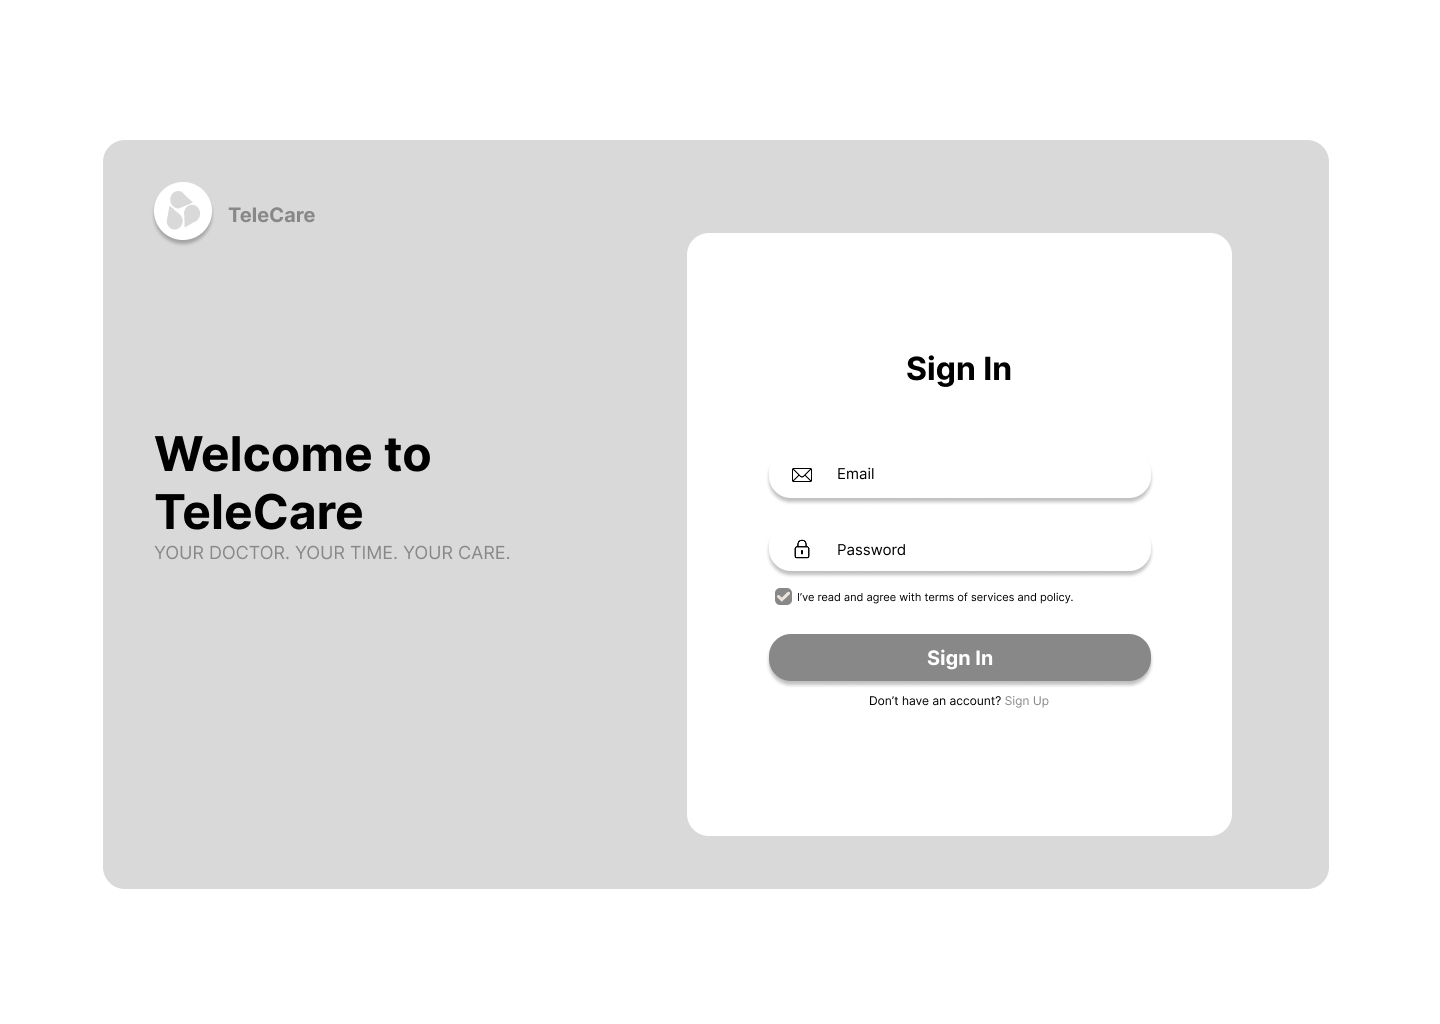 TeleCare
Welcome to
TeleCare
YOUR DOCTOR. YOUR TIME. YOUR CARE.
Sign In
Email
Password
I’ve read and agree with terms of services and policy.
Sign In
Don’t have an account? Sign Up